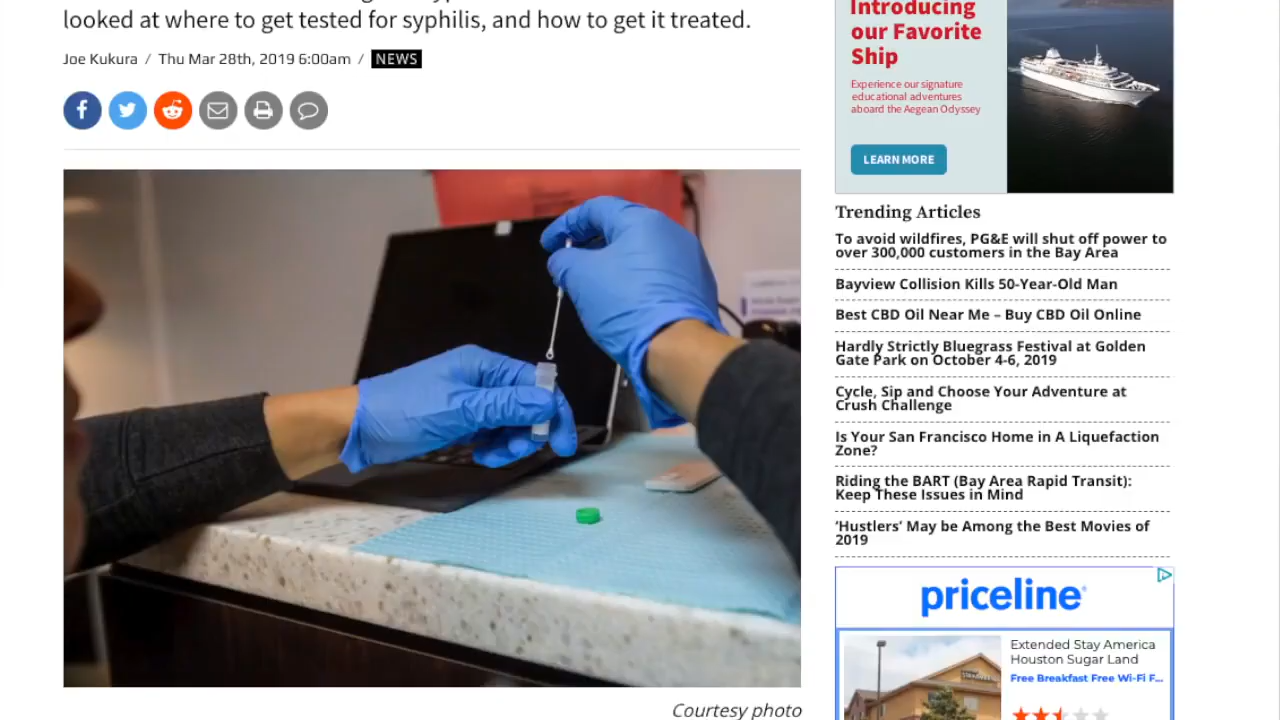 looked at where to get tested for syphilis, and how to get it treated.
Joe Kukura / Thu Mar 28th, 2019 6:00am / NEWS
Courtesy photo
Introducing
our Favorite
Ship
Experience our signature
educational adventures
aboard the Aegean Odyssey
LEARN MORE
Trending Articles
To avoid wildfires, PG&E will shut off power to
over 300,000 customers in the Bay Area
Bayview Collision Kills 50-Year-Old Man
Best CBD Oil Near Me – Buy CBD Oil Online
Hardly Strictly Bluegrass Festival at Golden
Gate Park on October 4-6, 2019
Cycle, Sip and Choose Your Adventure at
Crush Challenge
Is Your San Francisco Home in A Liquefaction
Zone?
Riding the BART (Bay Area Rapid Transit):
Keep These Issues in Mind
‘Hustlers’ May be Among the Best Movies of
2019
priceline
Extended Stay America
Houston Sugar Land
Free Breakfast Free Wi-Fi F...